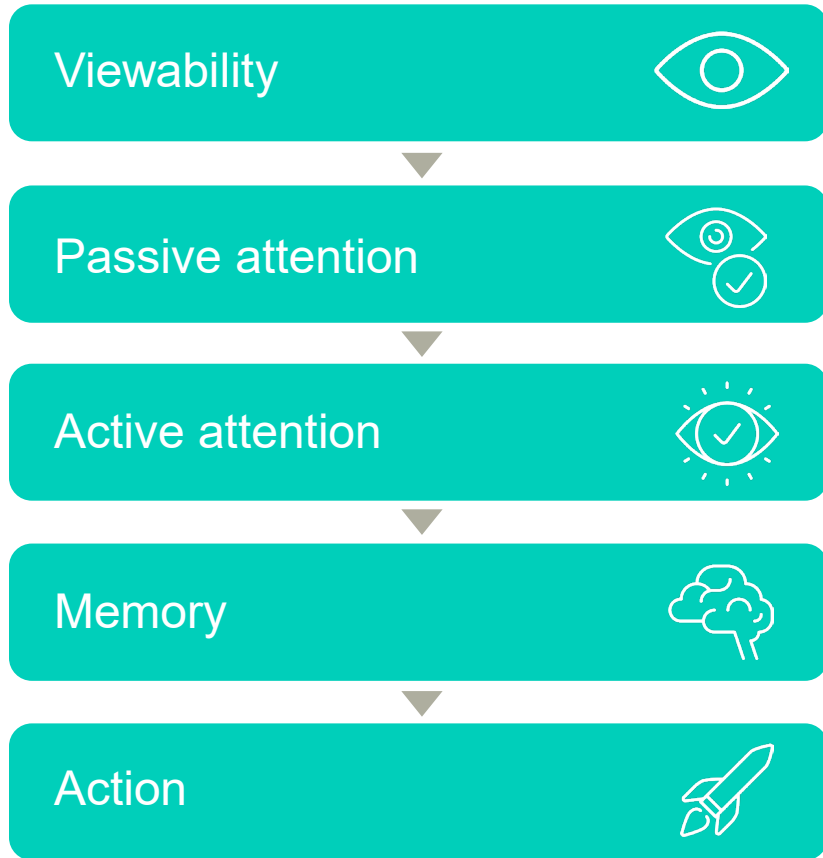 Viewability
Passive attention
Active attention
Memory
Action